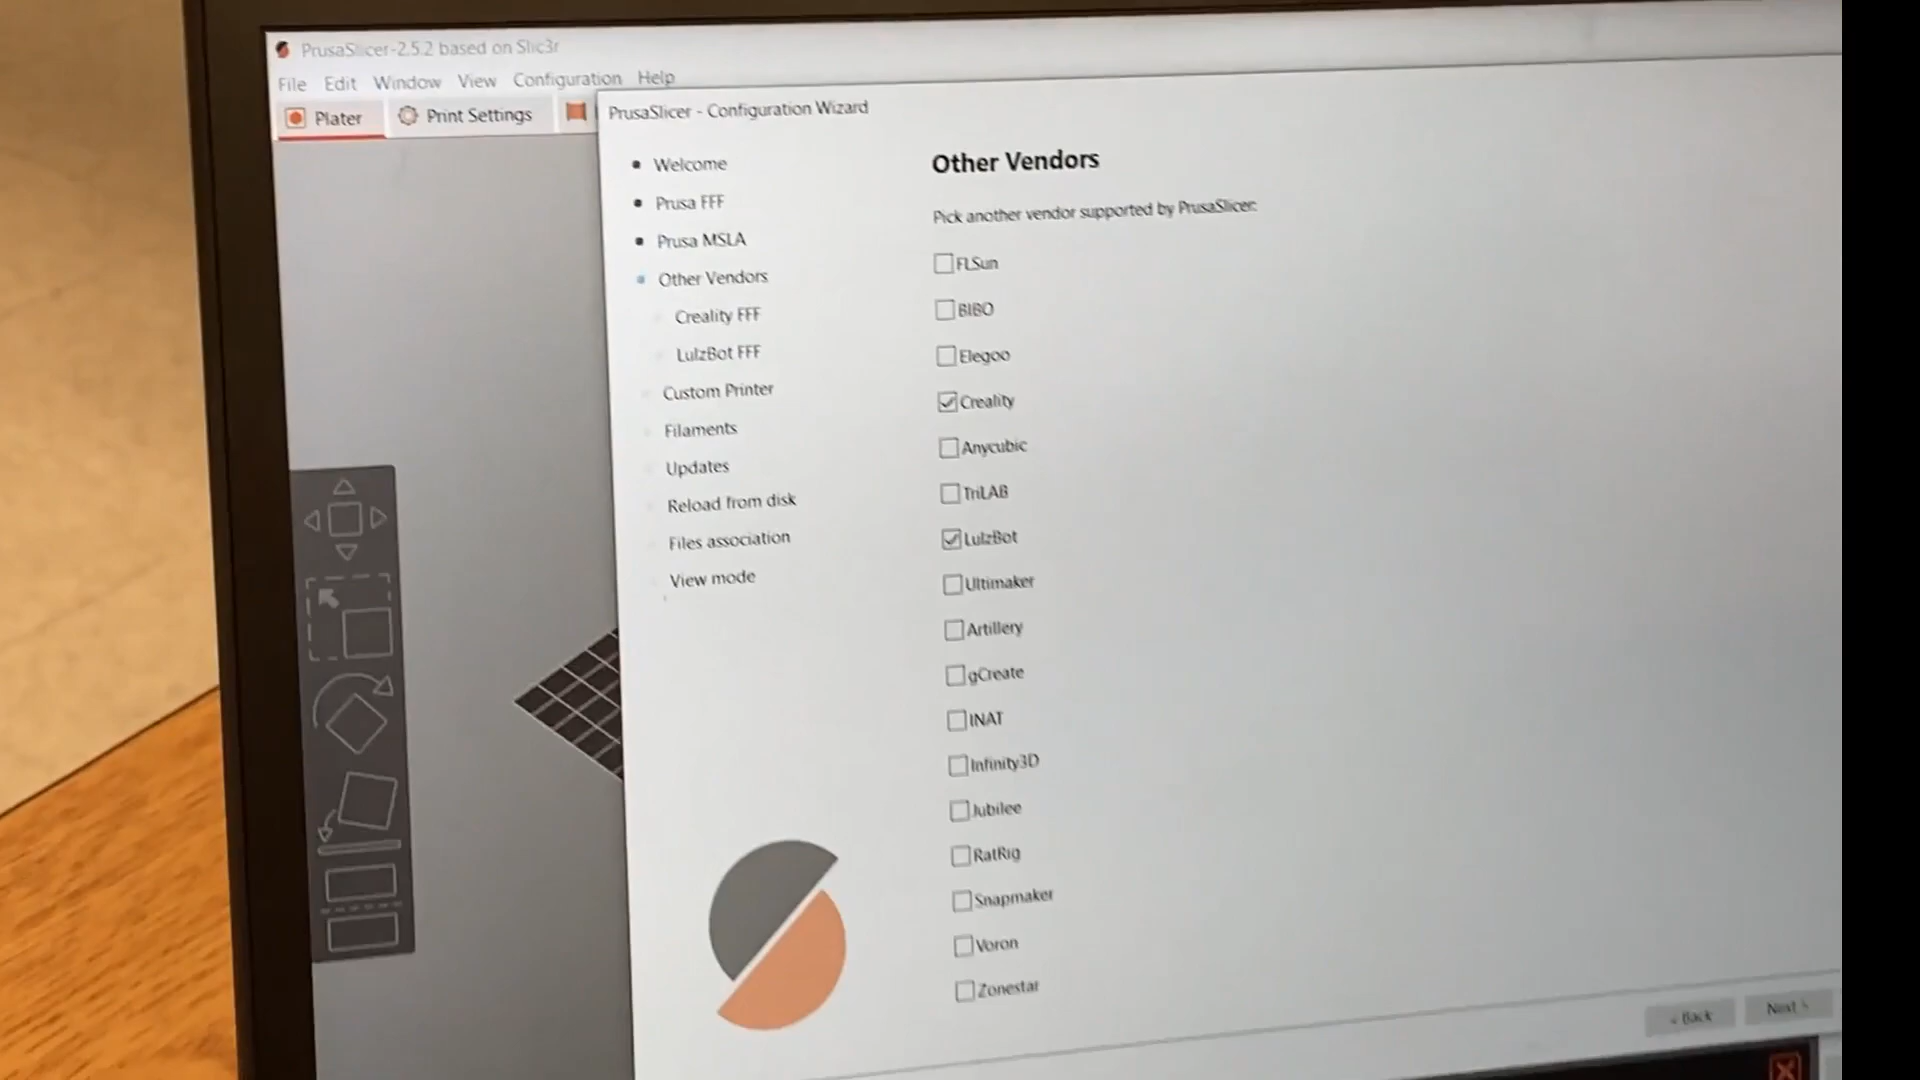 PrusaSlicer-2.5.2 based on Slic3r
File Edit Window View Configuration Help
Plater Print Settings
PrusaSlicer - Configuration Wizard
Welcome
Prusa FFF
Prusa MSLA
Other Vendors
Creality FFF
LulzBot FFF
Custom Printer
Filaments
Updates
Reload from disk
Files association
View mode
Other Vendors
Pick another vendor supported by PrusaSlicer:
FLSun
BIBO
Elegoo
Creality
Anycubic
TriLAB
LulzBot
Ultimaker
Artillery
gCreate
INAT
Infinity3D
Jubilee
RatRig
Snapmaker
Voron
Zonestar
< Back Next >